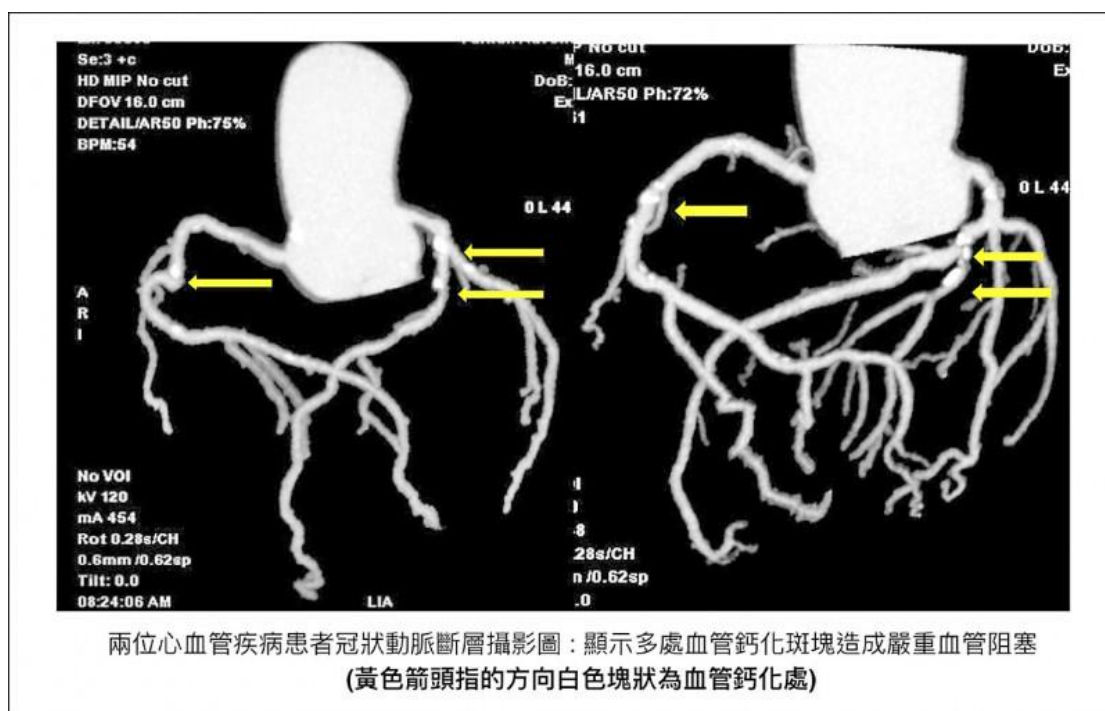 Se:3 +c
HD MIP No cut
DFOV 16.0 cm
DETAIL/AR50 Ph:75%
BPM:54
DoB:
Ex
0 L 44
A
R
I
No VOI
kV 120
mA 454
Rot 0.28s/CH
0.6mm /0.62sp
Tilt: 0.0
08:24:06 AM
LIA
P No cut
16.0 cm
IL/AR50 Ph:72%
DoB:
Ex
0 L 44
.28s/CH
n /0.62sp
.0
兩位心血管疾病患者冠狀動脈斷層攝影圖：顯示多處血管鈣化斑塊造成嚴重血管阻塞
(黃色箭頭指的方向白色塊狀為血管鈣化處)